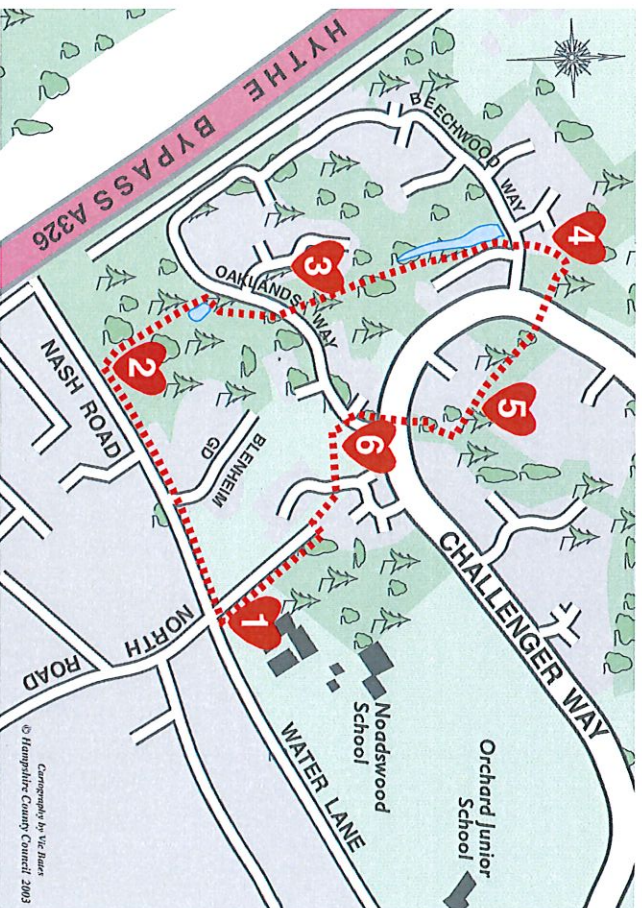 HYTHE BYPASS A326
BEECHWOOD WAY
4
3
OAKLANDS WAY
5
2
6
NASH ROAD
BLENHEIM
GD
CHALLENGER WAY
1
NORTH
ROAD
Noadswood
School
WATER LANE
Orchard Junior
School
Cartography by Vic Bates
© Hampshire County Council 2003